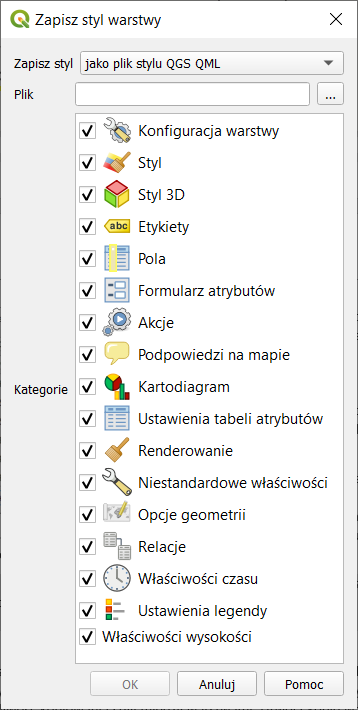 Zapisz styl warstwy
Zapisz styl jako plik stylu QGS QML
Plik ...
Konfiguracja warstwy
Styl
Styl 3D
abc Etykiety
Pola
Formularz atrybutów
Akcje
Podpowiedzi na mapie
Kategorie Kartodiagram
Ustawienia tabeli atrybutów
Renderowanie
Niestandardowe właściwości
Opcje geometrii
Relacje
Właściwości czasu
Ustawienia legendy
Właściwości wysokości
OK Anuluj Pomoc